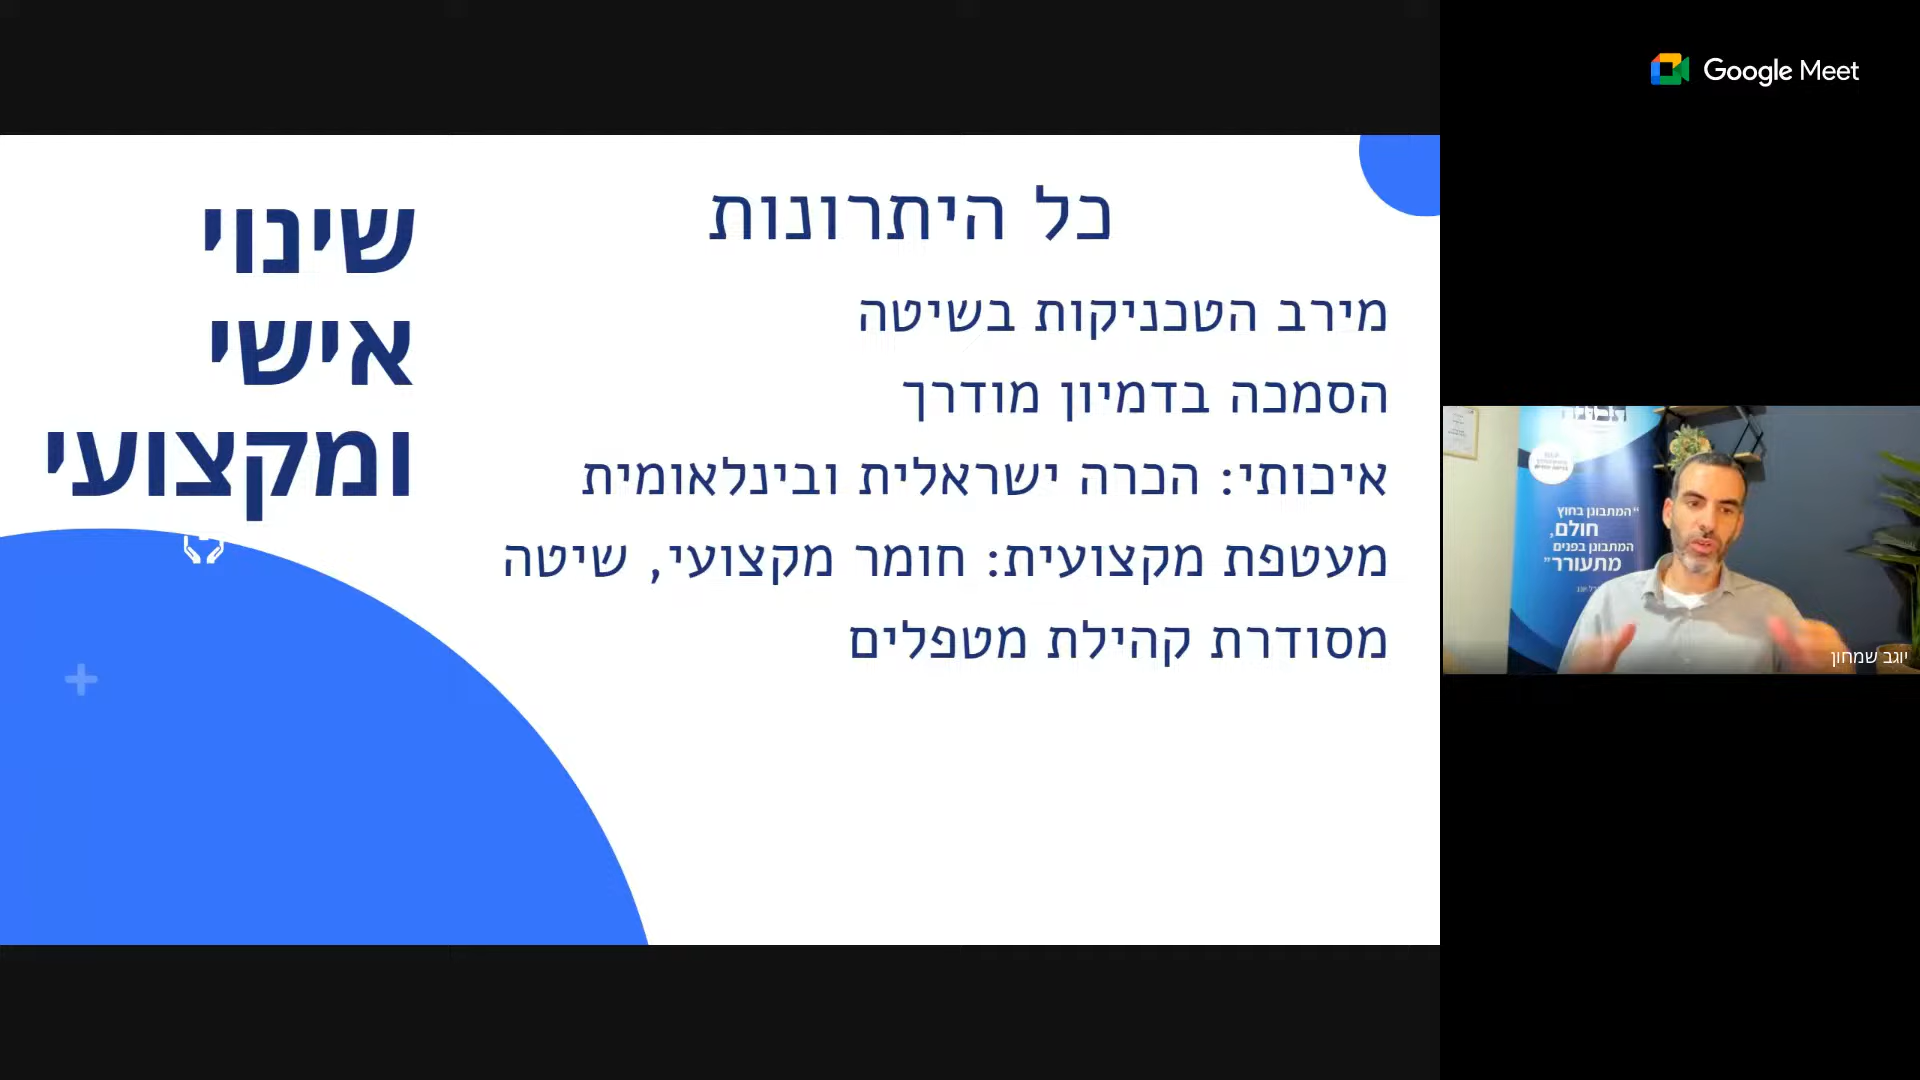 Google Meet
כל היתרונות
מירב הטכניקות בשיטה
הסמכה בדמיון מודרך
איכותי: הכרה ישראלית ובינלאומית
מעטפת מקצועית: חומר מקצועי, שיטה
מסודרת קהילת מטפלים
שינוי
אישי
ומקצועי
"המתבונן בחוץ
חולם,
המתבונן בפנים
מתעורר"
יוגב שמחון